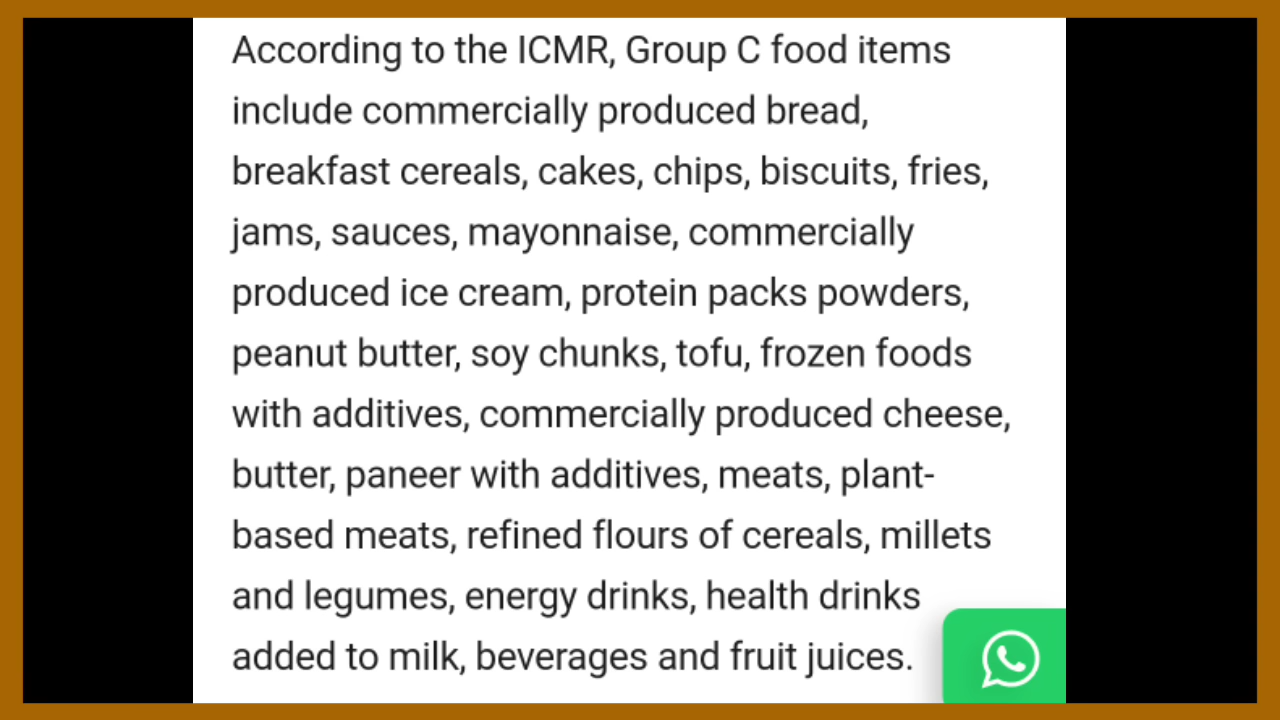 According to the ICMR, Group C food items
include commercially produced bread,
breakfast cereals, cakes, chips, biscuits, fries,
jams, sauces, mayonnaise, commercially
produced ice cream, protein packs powders,
peanut butter, soy chunks, tofu, frozen foods
with additives, commercially produced cheese,
butter, paneer with additives, meats, plant-
based meats, refined flours of cereals, millets
and legumes, energy drinks, health drinks
added to milk, beverages and fruit juices.